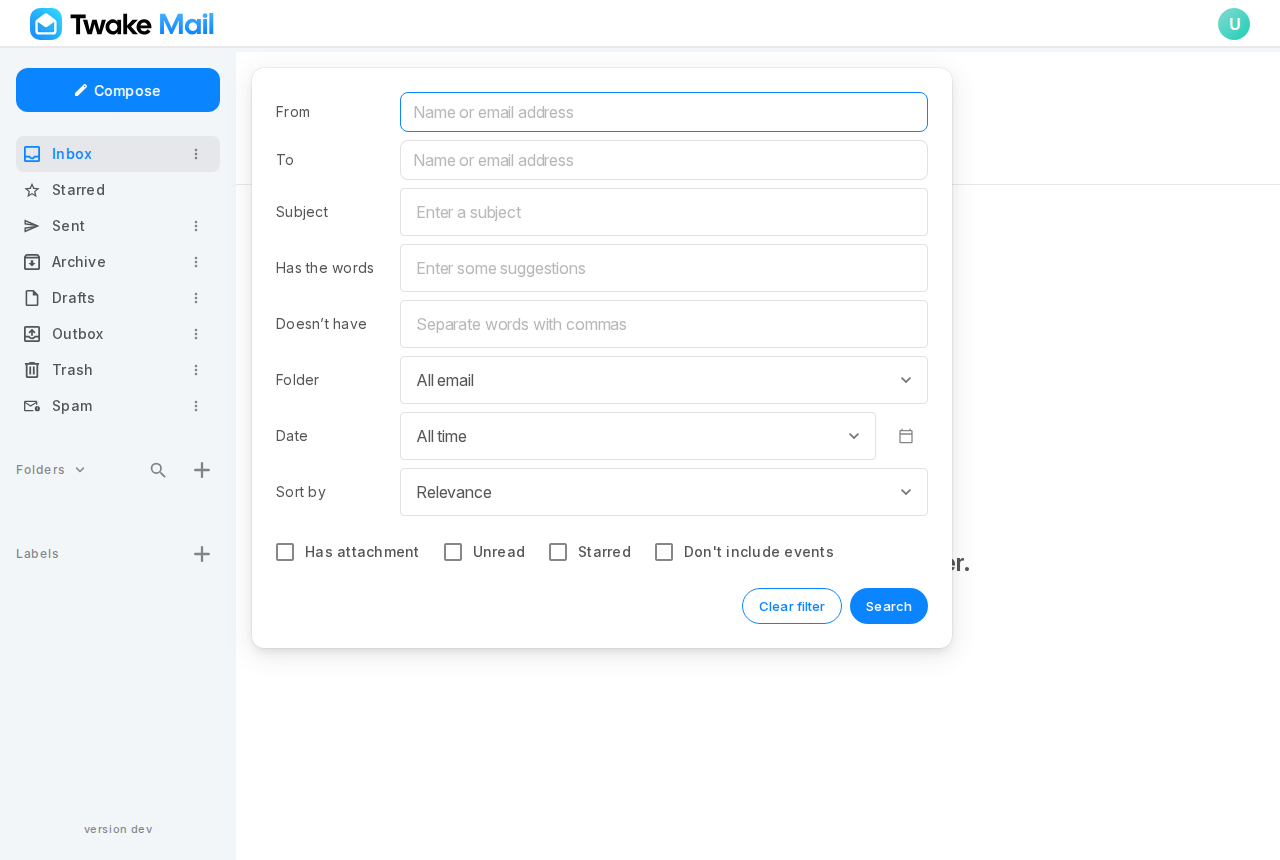 Twake Mail
U
Compose
Inbox
Starred
Sent
Archive
Drafts
Outbox
Trash
Spam
Folders
Labels
version dev
From
Name or email address
To
Name or email address
Subject
Enter a subject
Has the words
Enter some suggestions
Doesn’t have
Separate words with commas
Folder
All email
Date
All time
Sort by
Relevance
Has attachment
Unread
Starred
Don't include events
Clear filter
Search